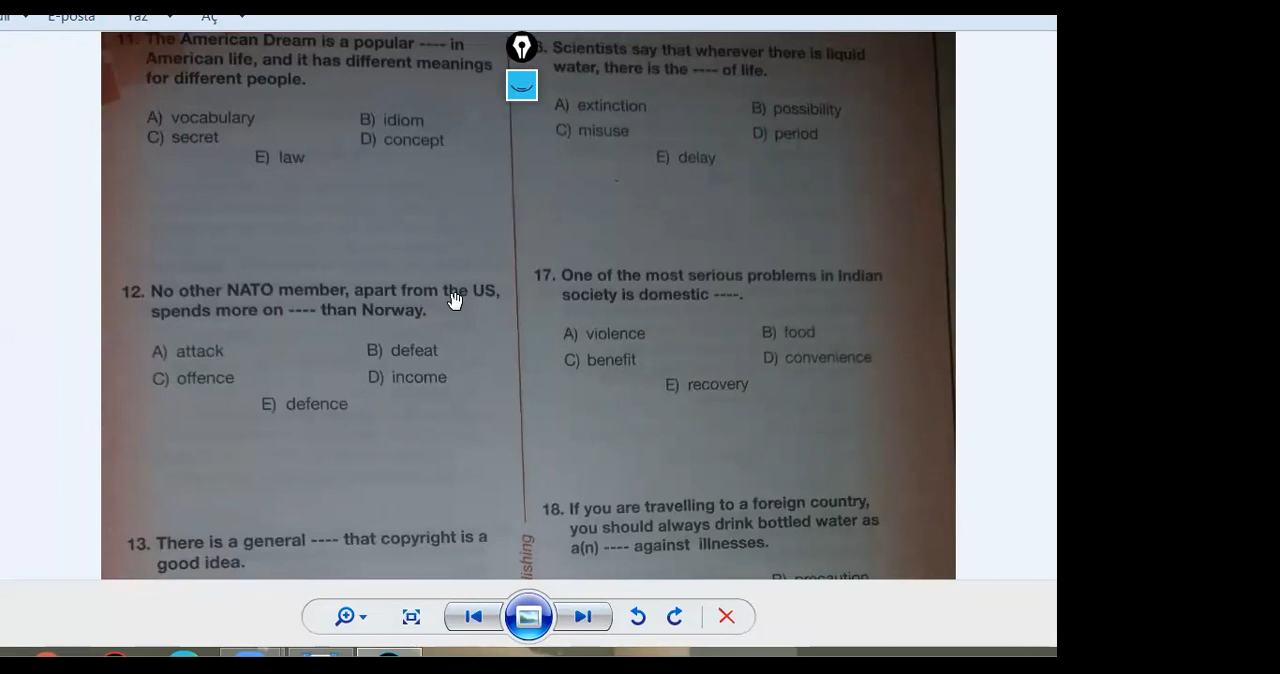 E-posta Yaz Aç
11. The American Dream is a popular ---- in
American life, and it has different meanings
for different people.
A) vocabulary B) idiom
C) secret D) concept
E) law
12. No other NATO member, apart from the US,
spends more on ---- than Norway.
A) attack B) defeat
C) offence D) income
E) defence
13. There is a general ---- that copyright is a
good idea.
lishing
6. Scientists say that wherever there is liquid
water, there is the ---- of life.
A) extinction B) possibility
C) misuse D) period
E) delay
17. One of the most serious problems in Indian
society is domestic ----.
A) violence B) food
C) benefit D) convenience
E) recovery
18. If you are travelling to a foreign country,
you should always drink bottled water as
a(n) ---- against illnesses.
B) precaution